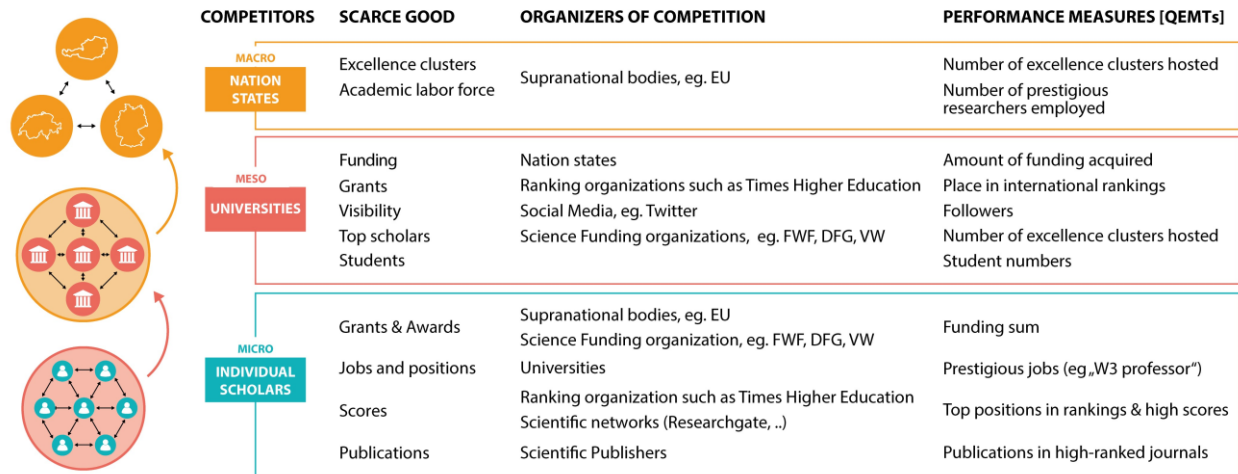 COMPETITORS SCARCE GOOD ORGANIZERS OF COMPETITION PERFORMANCE MEASURES [QEMTs]
MACRO
NATION
STATES
Excellence clusters
Academic labor force
Supranational bodies, eg. EU
Number of excellence clusters hosted
Number of prestigious
researchers employed
MESO
UNIVERSITIES
Funding Nation states Amount of funding acquired
Grants Ranking organizations such as Times Higher Education Place in international rankings
Visibility Social Media, eg. Twitter Followers
Top scholars Science Funding organizations, eg. FWF, DFG, VW Number of excellence clusters hosted
Students Student numbers
MICRO
INDIVIDUAL
SCHOLARS
Grants & Awards
Supranational bodies, eg. EU
Science Funding organization, eg. FWF, DFG, VW
Funding sum
Jobs and positions Universities Prestigious jobs (eg „W3 professor“)
Scores
Ranking organization such as Times Higher Education
Scientific networks (Researchgate, ..)
Top positions in rankings & high scores
Publications Scientific Publishers Publications in high-ranked journals